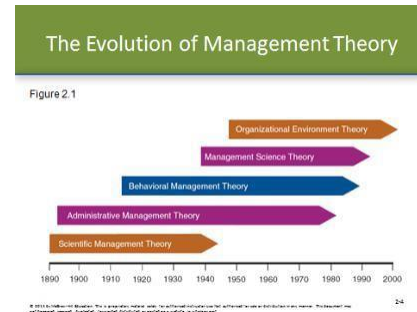 The Evolution of Management Theory
Figure 2.1
Organizational Environment Theory
Management Science Theory
Behavioral Management Theory
Administrative Management Theory
Scientific Management Theory
1890 1900 1910 1920 1930 1940 1950 1960 1970 1980 1990 2000
2-4